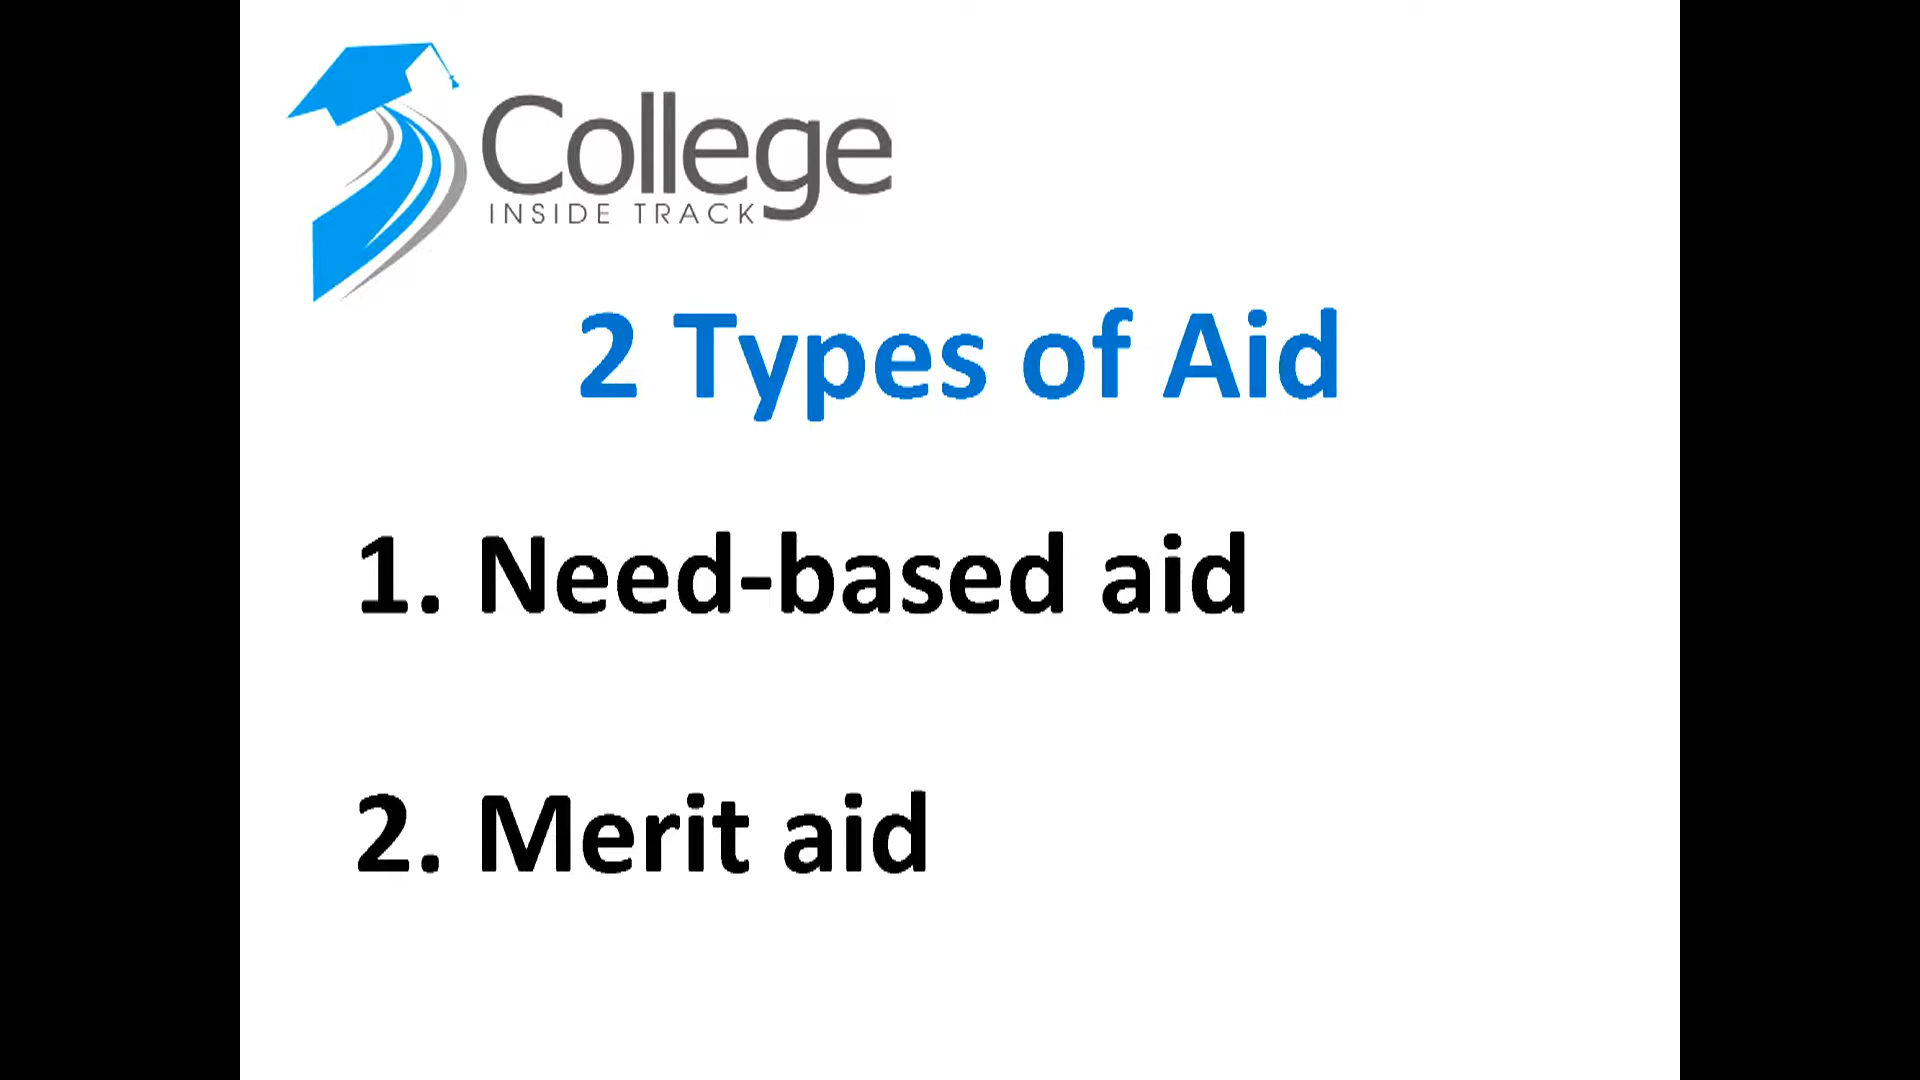 College
INSIDE TRACK
2 Types of Aid
1. Need-based aid
2. Merit aid